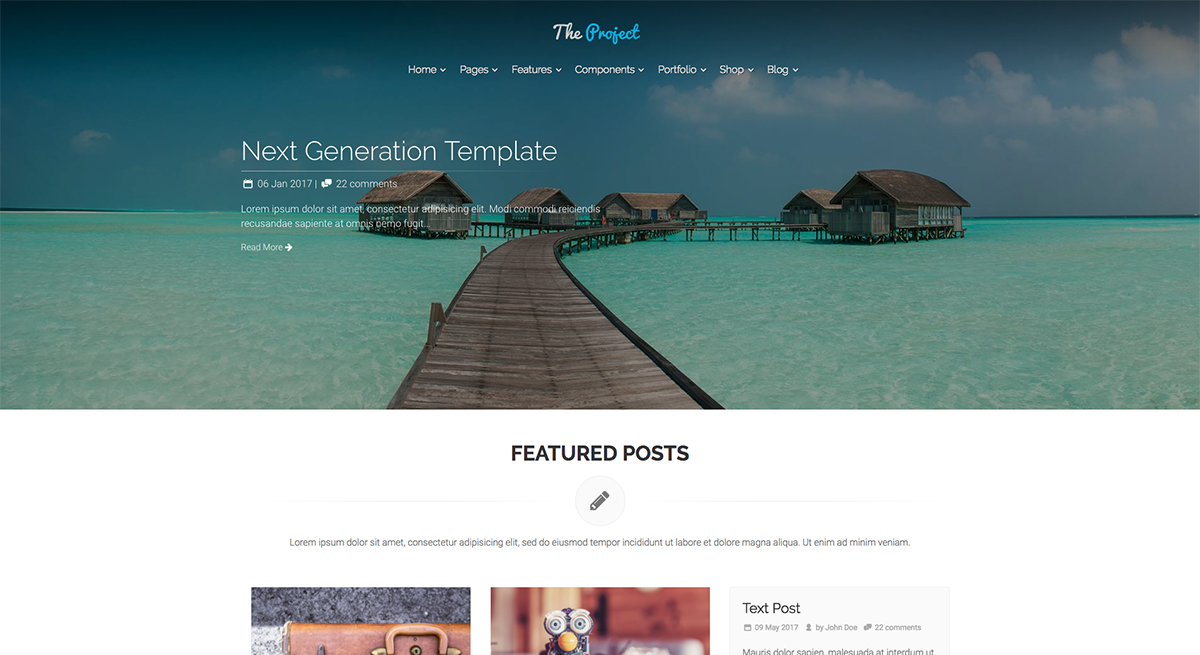 The Project
Home Pages Features Components Portfolio Shop Blog
Next Generation Template
06 Jan 2017 | 22 comments
Lorem ipsum dolor sit amet, consectetur adipisicing elit. Modi commodi reiciendis
recusandae sapiente at omnis nemo fugit...
Read More
FEATURED POSTS
Lorem ipsum dolor sit amet, consectetur adipisicing elit, sed do eiusmod tempor incididunt ut labore et dolore magna aliqua. Ut enim ad minim veniam.
Text Post
09 May 2017 by John Doe 22 comments
Mauris dolor sapien, malesuada at interdum ut,